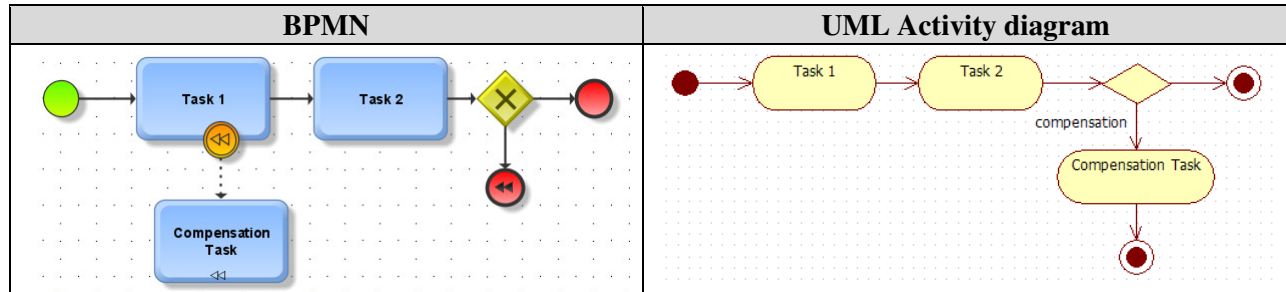 BPMN
UML Activity diagram
Task 1
Task 2
Compensation
Task
Task 1
Task 2
compensation
Compensation Task